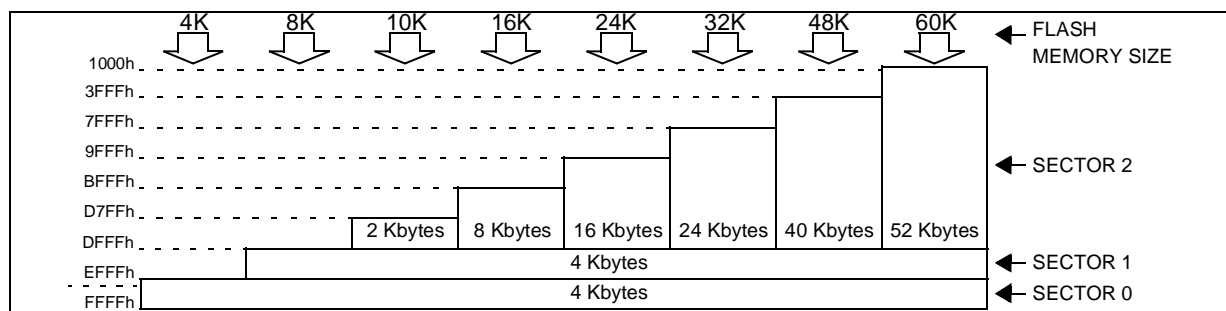 4K 8K 10K 16K 24K 32K 48K 60K FLASH
MEMORY SIZE
1000h
3FFFh
7FFFh
9FFFh
SECTOR 2
BFFFh
D7FFh
2 Kbytes 8 Kbytes 16 Kbytes 24 Kbytes 40 Kbytes 52 Kbytes
DFFFh
4 Kbytes SECTOR 1
EFFFh
4 Kbytes SECTOR 0
FFFFh